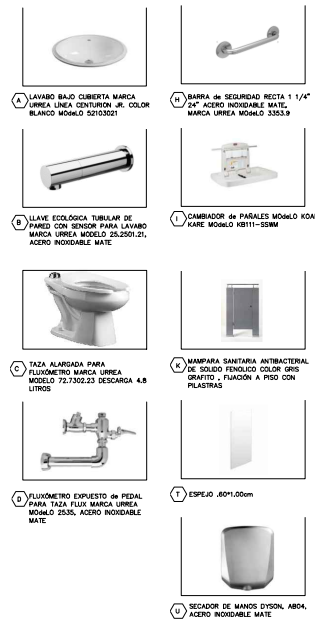 A
LAVABO BAJO CUBIERTA MARCA
URREA LÍNEA CENTURION JR. COLOR
BLANCO MOdeLO 52103021
B
LLAVE ECOLÓGICA TUBULAR DE
PARED CON SENSOR PARA LAVABO
MARCA URREA MODELO 25.2501.21,
ACERO INOXIDABLE MATE
C
TAZA ALARGADA PARA
FLUXÓMETRO MARCA URREA
MODELO 72.7302.23 DESCARGA 4.8
LITROS
D
FLUXÓMETRO EXPUESTO de PEDAL
PARA TAZA FLUX MARCA URREA
MOdeLO 2535, ACERO INOXIDABLE
MATE
H
BARRA de SEGURIDAD RECTA 1 1/4"
24" ACERO INOXIDABLE MATE,
MARCA URREA MOdeLO 3353.9
I
CAMBIADOR de PAÑALES MOdeLO KOAL
KARE MOdeLO KB111-SSWM
K
MAMPARA SANITARIA ANTIBACTERIAL
DE SOLIDO FENOLICO COLOR GRIS
GRAFITO , FIJACIÓN A PISO CON
PILASTRAS
T
ESPEJO .60*1.00cm
U
SECADOR DE MANOS DYSON, AB04,
ACERO INOXIDABLE MATE